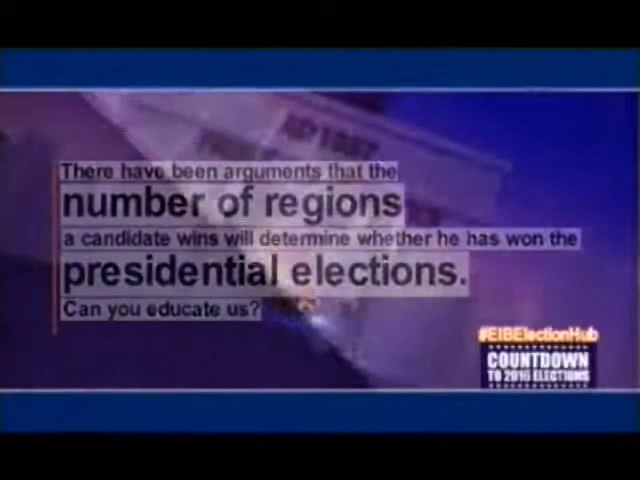 There have been arguments that the
number of regions
a candidate wins will determine whether he has won the
presidential elections.
Can you educate us?
#EIBElectionHub
COUNTDOWN
TO 2016 ELECTIONS